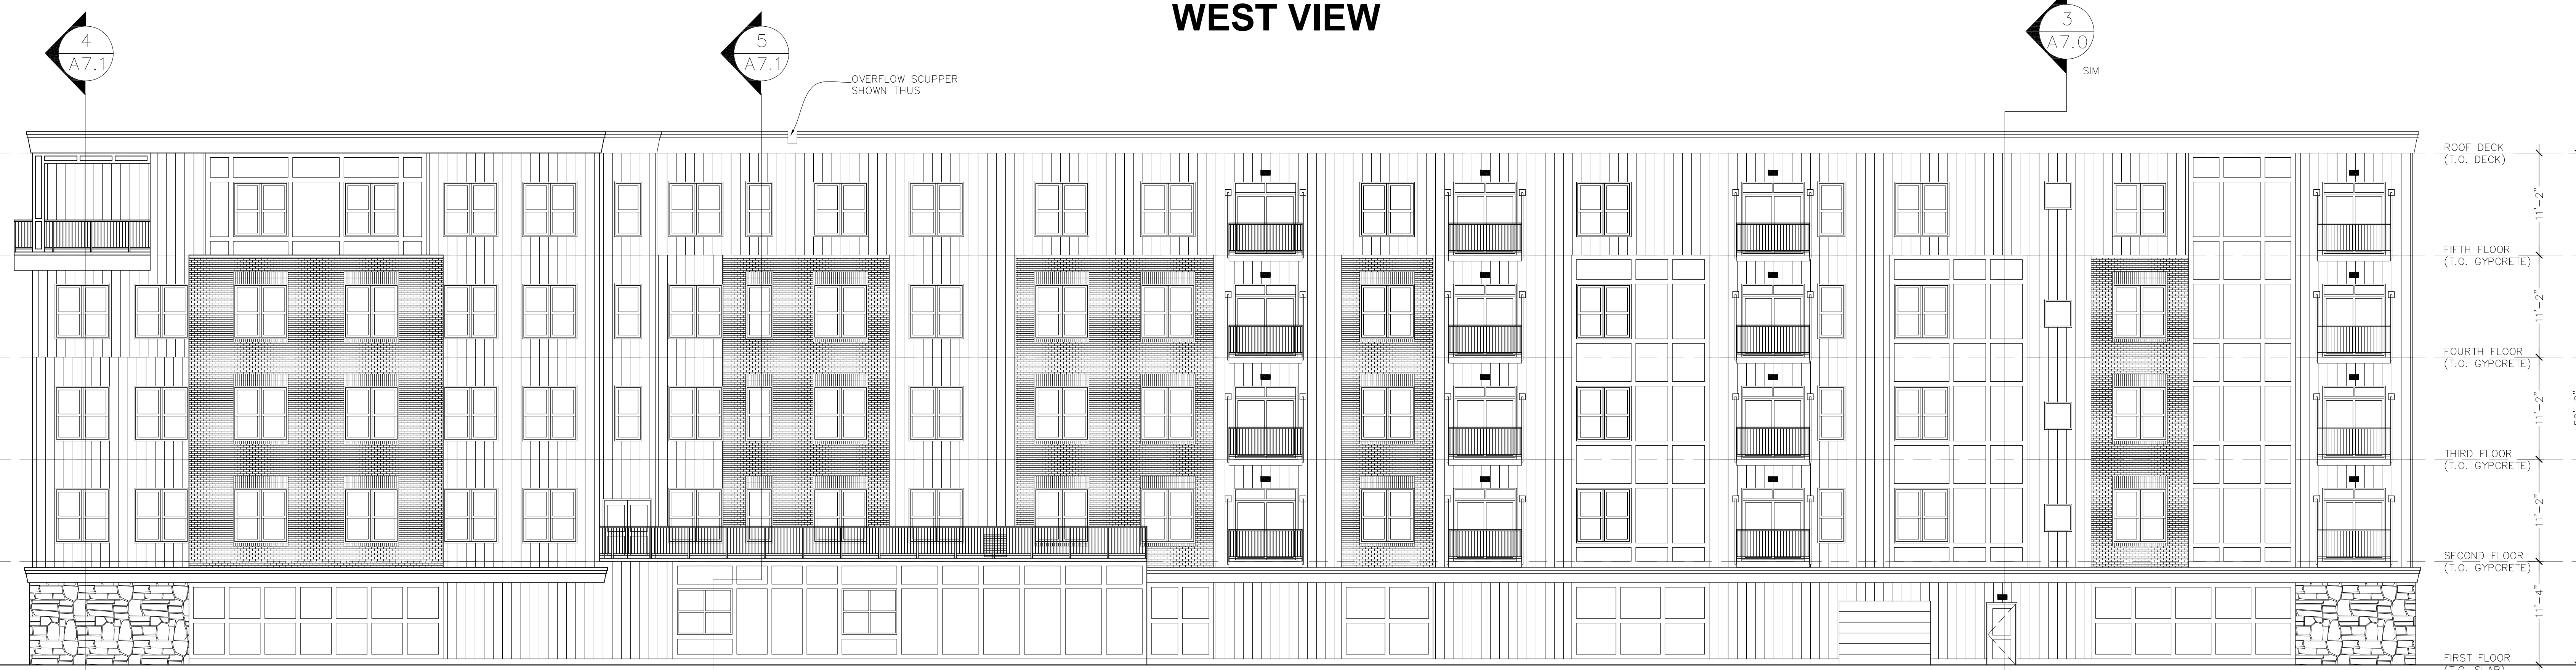 WEST VIEW
4
A7.1
5
A7.1
OVERFLOW SCUPPER
SHOWN THUS
3
A7.0
SIM
ROOF DECK
(T.O. DECK)
11'-2"
FIFTH FLOOR
(T.O. GYPCRETE)
11'-2"
FOURTH FLOOR
(T.O. GYPCRETE)
11'-2"
THIRD FLOOR
(T.O. GYPCRETE)
11'-2"
SECOND FLOOR
(T.O. GYPCRETE)
11'-4"
FIRST FLOOR
(T.O. SLAB)